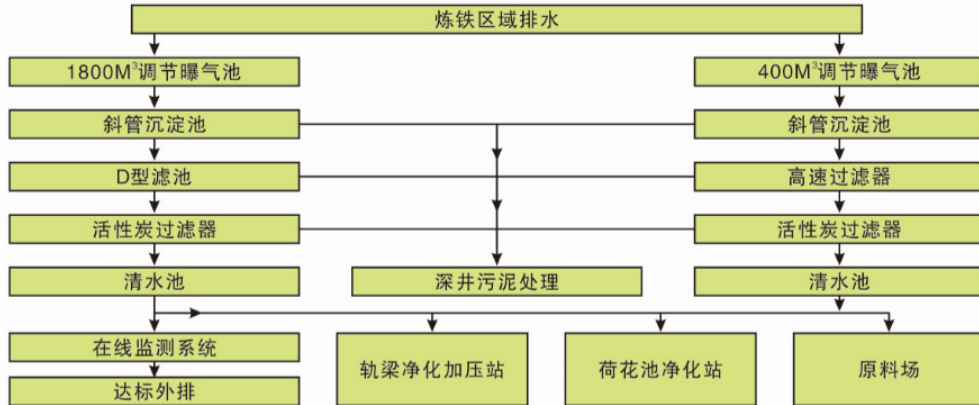 炼铁区域排水
1800M³调节曝气池
400M³调节曝气池
斜管沉淀池
斜管沉淀池
D型滤池
高速过滤器
活性炭过滤器
活性炭过滤器
清水池
深井污泥处理
清水池
在线监测系统
轨梁净化加压站
荷花池净化站
原料场
达标外排